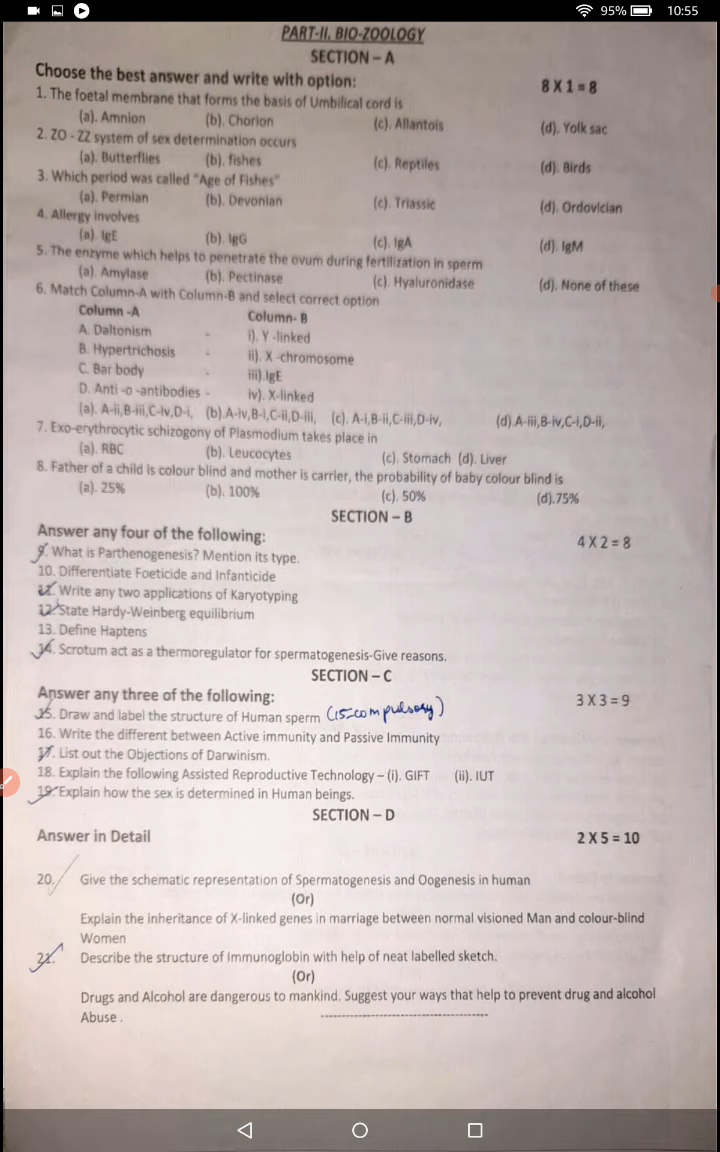 95% 10:55
PART-II. BIO-ZOOLOGY
SECTION – A
Choose the best answer and write with option: 8 X 1 = 8
1. The foetal membrane that forms the basis of Umbilical cord is
(a). Amnion (b). Chorion (c). Allantois (d). Yolk sac
2. ZO - ZZ system of sex determination occurs
(a). Butterflies (b). fishes (c). Reptiles (d). Birds
3. Which period was called "Age of Fishes"
(a). Permian (b). Devonian (c). Triassic (d). Ordovician
4. Allergy involves
(a). IgE (b). IgG (c). IgA (d). IgM
5. The enzyme which helps to penetrate the ovum during fertilization in sperm
(a). Amylase (b). Pectinase (c). Hyaluronidase (d). None of these
6. Match Column-A with Column-B and select correct option
Column -A Column- B
A. Daltonism - i). Y -linked
B. Hypertrichosis - ii). X -chromosome
C. Bar body - iii).IgE
D. Anti -o -antibodies - iv). X-linked
(a). A-ii,B-iii,C-iv,D-i, (b).A-iv,B-i,C-ii,D-iii, (c). A-i,B-ii,C-iii,D-iv, (d).A-iii,B-iv,C-i,D-ii,
7. Exo-erythrocytic schizogony of Plasmodium takes place in
(a). RBC (b). Leucocytes (c). Stomach (d). Liver
8. Father of a child is colour blind and mother is carrier, the probability of baby colour blind is
(a). 25% (b). 100% (c). 50% (d).75%
SECTION – B
Answer any four of the following: 4 X 2 = 8
9. What is Parthenogenesis? Mention its type.
10. Differentiate Foeticide and Infanticide
11. Write any two applications of Karyotyping
12. State Hardy-Weinberg equilibrium
13. Define Haptens
14. Scrotum act as a thermoregulator for spermatogenesis-Give reasons.
SECTION – C
Answer any three of the following: 3 X 3 = 9
15. Draw and label the structure of Human sperm (15-compulsory)
16. Write the different between Active immunity and Passive Immunity
17. List out the Objections of Darwinism.
18. Explain the following Assisted Reproductive Technology – (i). GIFT (ii). IUT
19. Explain how the sex is determined in Human beings.
SECTION – D
Answer in Detail 2 X 5 = 10
20. Give the schematic representation of Spermatogenesis and Oogenesis in human
(Or)
Explain the inheritance of X-linked genes in marriage between normal visioned Man and colour-blind
Women
21. Describe the structure of Immunoglobin with help of neat labelled sketch.
(Or)
Drugs and Alcohol are dangerous to mankind. Suggest your ways that help to prevent drug and alcohol
Abuse .